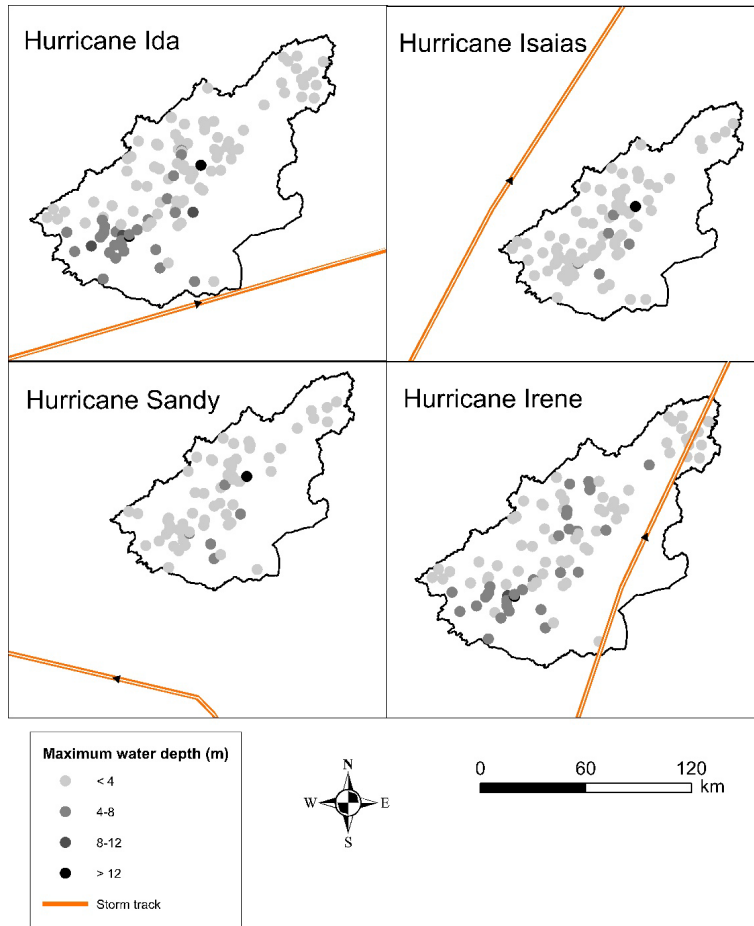 Hurricane Ida
Hurricane Isaias
Hurricane Sandy
Hurricane Irene
Maximum water depth (m)
< 4
4-8
8-12
> 12
Storm track
N
W E
S
0 60 120
km